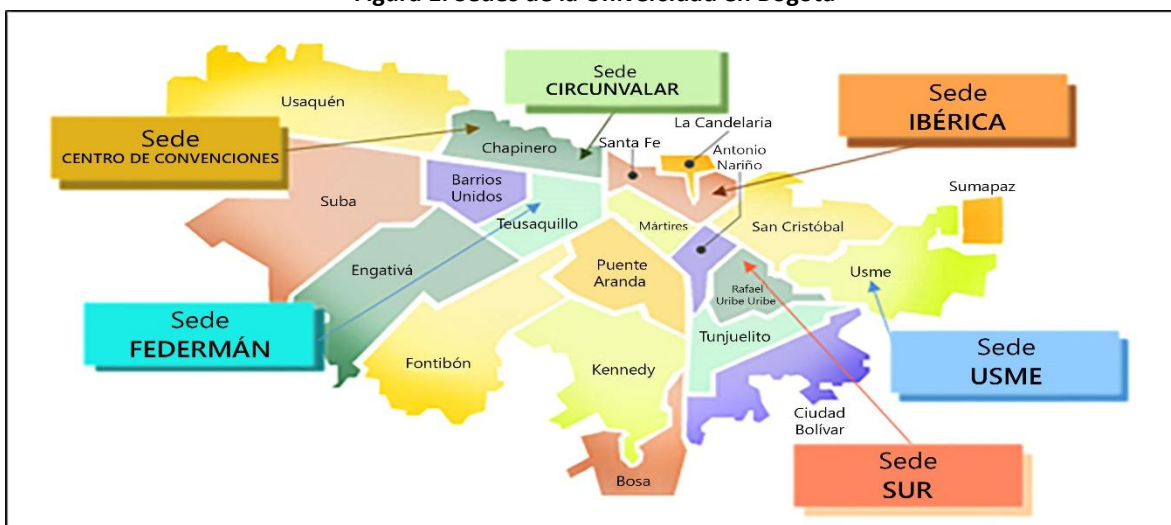 Sede
CIRCUNVALAR
Sede
IBÉRICA
Usaquén
Sede
CENTRO DE CONVENCIONES
Chapinero
Santa Fe
La Candelaria
Antonio
Nariño
Suba
Barrios
Unidos
Teusaquillo
Mártires
San Cristóbal
Sumapaz
Engativá
Puente
Aranda
Rafael
Uribe Uribe
Usme
Sede
FEDERMÁN
Fontibón
Kennedy
Tunjuelito
Sede
USME
Ciudad
Bolívar
Bosa
Sede
SUR